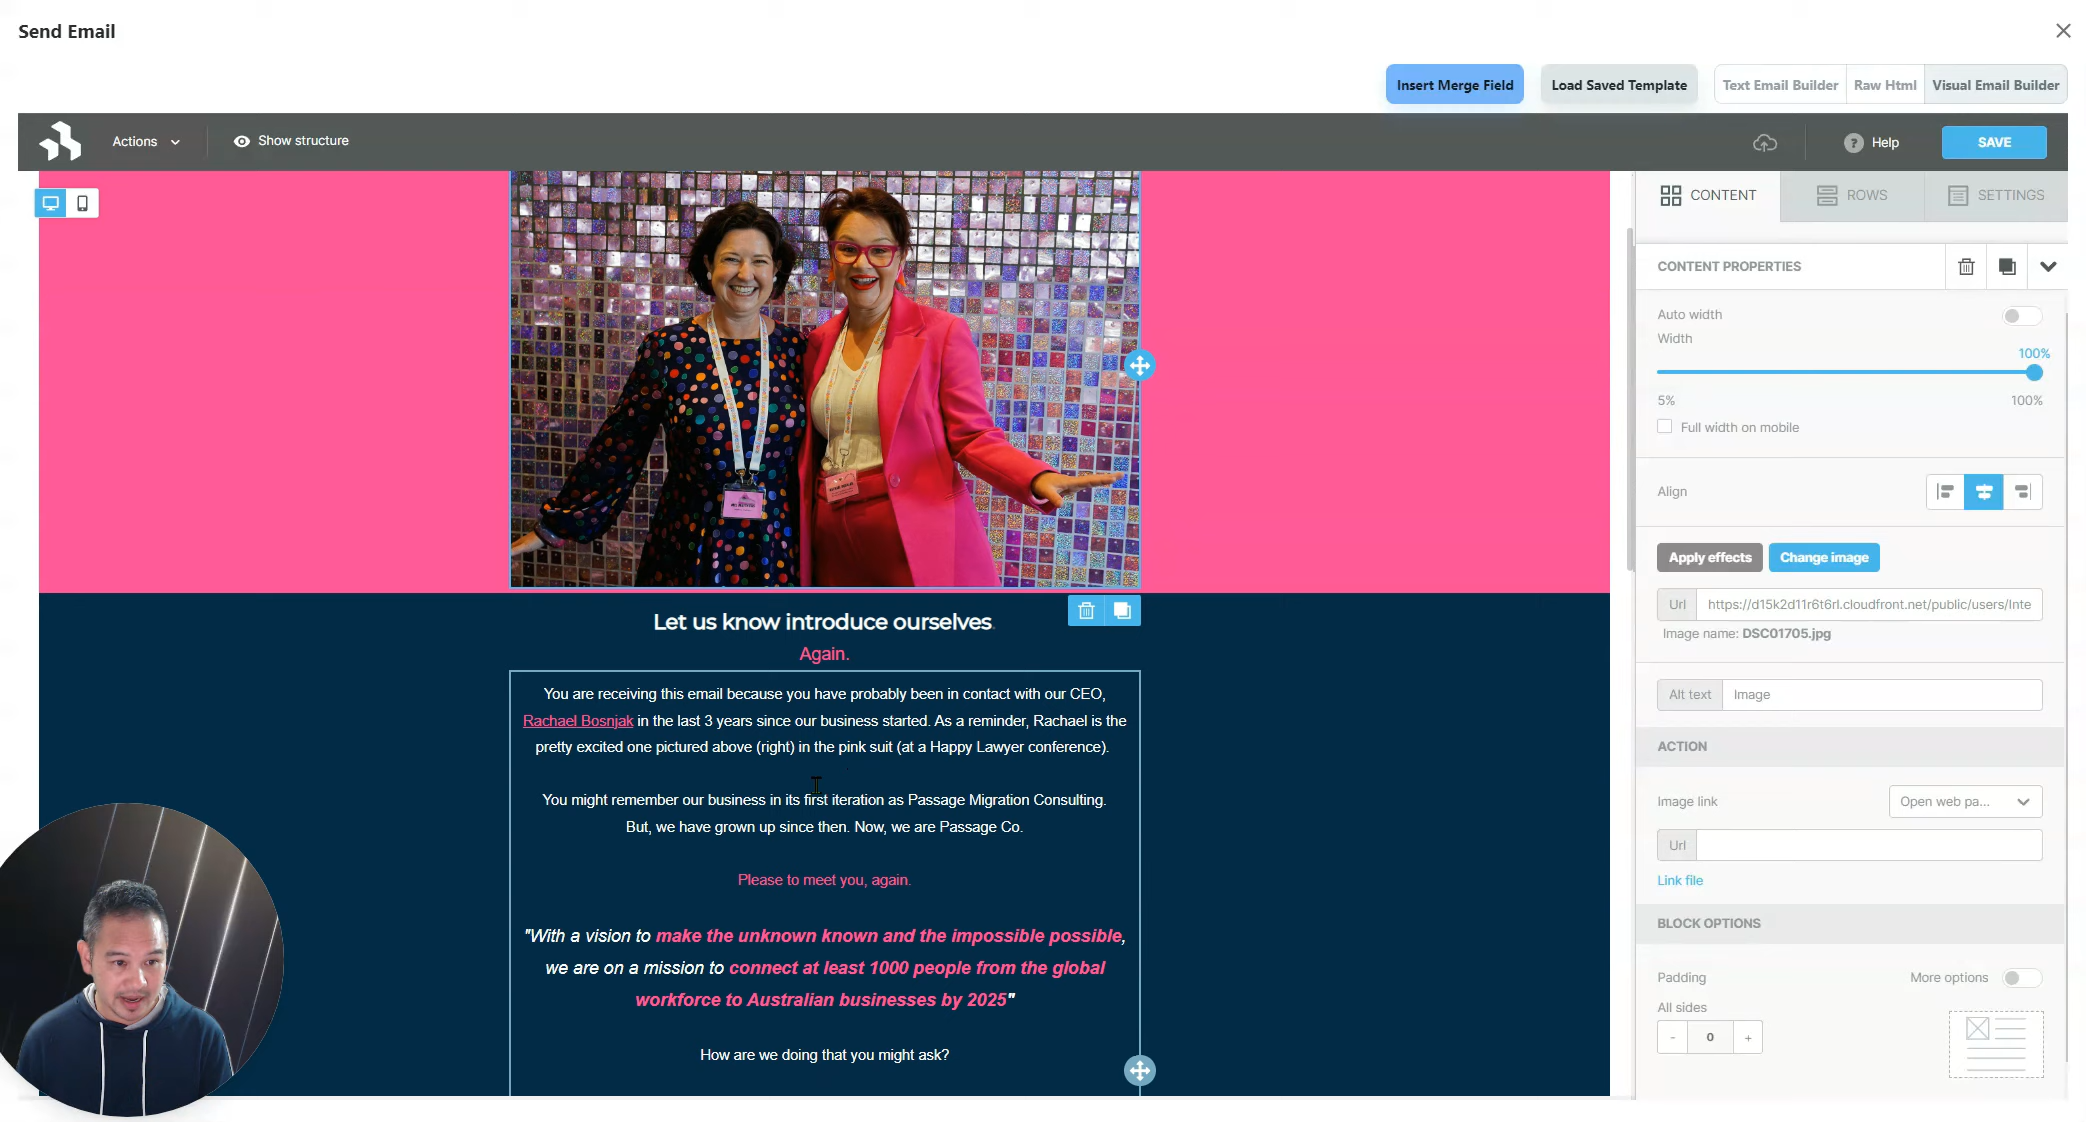 Send Email
Insert Merge Field
Load Saved Template
Text Email Builder
Raw Html
Visual Email Builder
Actions
Show structure
? Help
SAVE
CONTENT
ROWS
SETTINGS
CONTENT PROPERTIES
Auto width
Width
100%
5%
100%
Full width on mobile
Align
Apply effects
Change image
Url
https://d15k2d11r6t6rl.cloudfront.net/public/users/Inte
Image name: DSC01705.jpg
Alt text
Image
ACTION
Image link
Open web pa...
Url
Link file
BLOCK OPTIONS
Padding
More options
All sides
- 0 +
Let us know introduce ourselves.
Again.
You are receiving this email because you have probably been in contact with our CEO,
Rachael Bosnjak in the last 3 years since our business started. As a reminder, Rachael is the
pretty excited one pictured above (right) in the pink suit (at a Happy Lawyer conference).
You might remember our business in its first iteration as Passage Migration Consulting.
But, we have grown up since then. Now, we are Passage Co.
Please to meet you, again.
"With a vision to make the unknown known and the impossible possible,
we are on a mission to connect at least 1000 people from the global
workforce to Australian businesses by 2025"
How are we doing that you might ask?